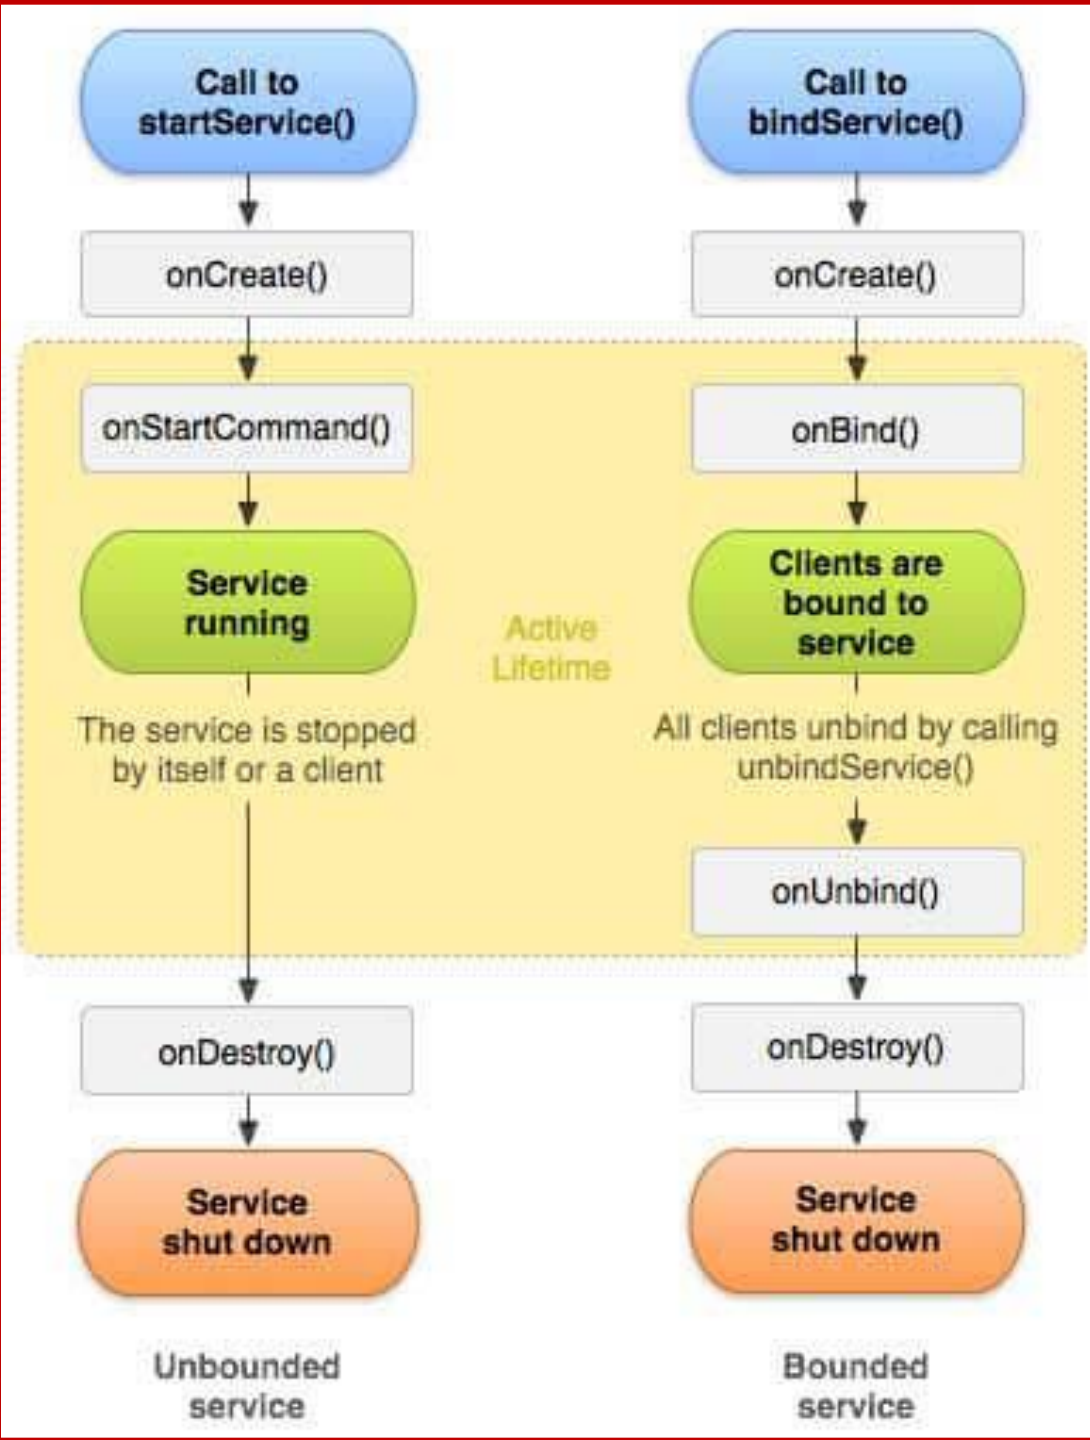 Call to
startService()
onCreate()
onStartCommand()
Service
running
The service is stopped
by itself or a client
onDestroy()
Service
shut down
Unbounded
service
Active
Lifetime
Call to
bindService()
onCreate()
onBind()
Clients are
bound to
service
All clients unbind by calling
unbindService()
onUnbind()
onDestroy()
Service
shut down
Bounded
service